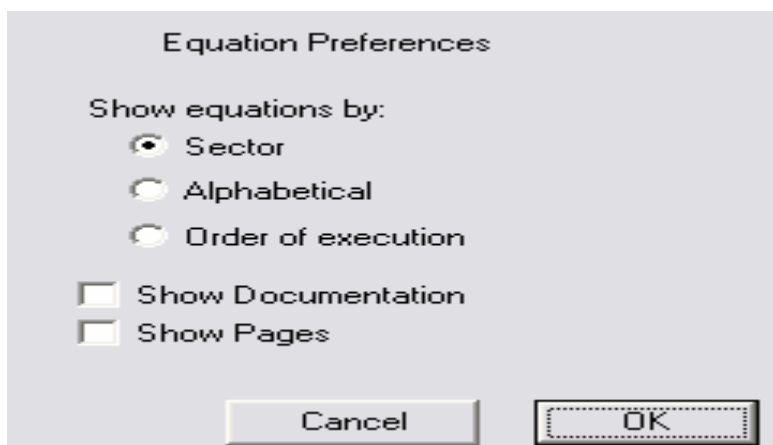 Equation Preferences
Show equations by:
Sector
Alphabetical
Order of execution
Show Documentation
Show Pages
Cancel OK